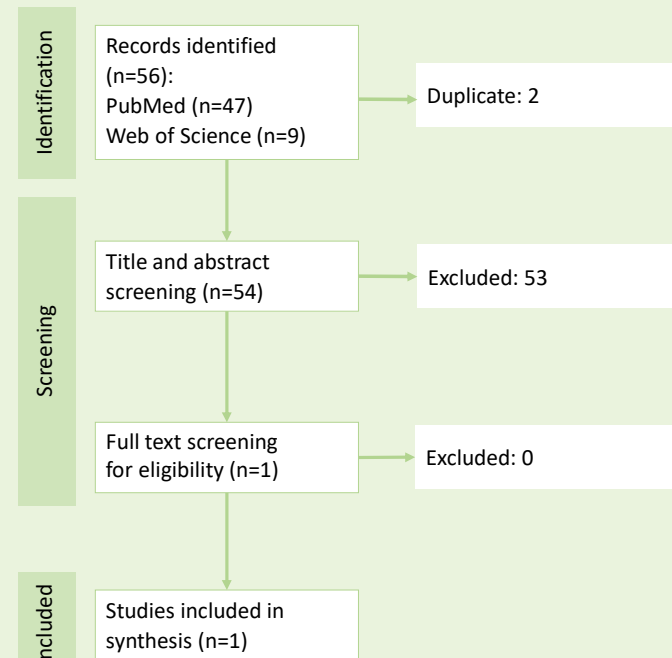 Identification
Records identified
(n=56):
PubMed (n=47)
Web of Science (n=9)
Duplicate: 2
Screening
Title and abstract
screening (n=54)
Excluded: 53
Full text screening
for eligibility (n=1)
Excluded: 0
Studies included in
synthesis (n=1)